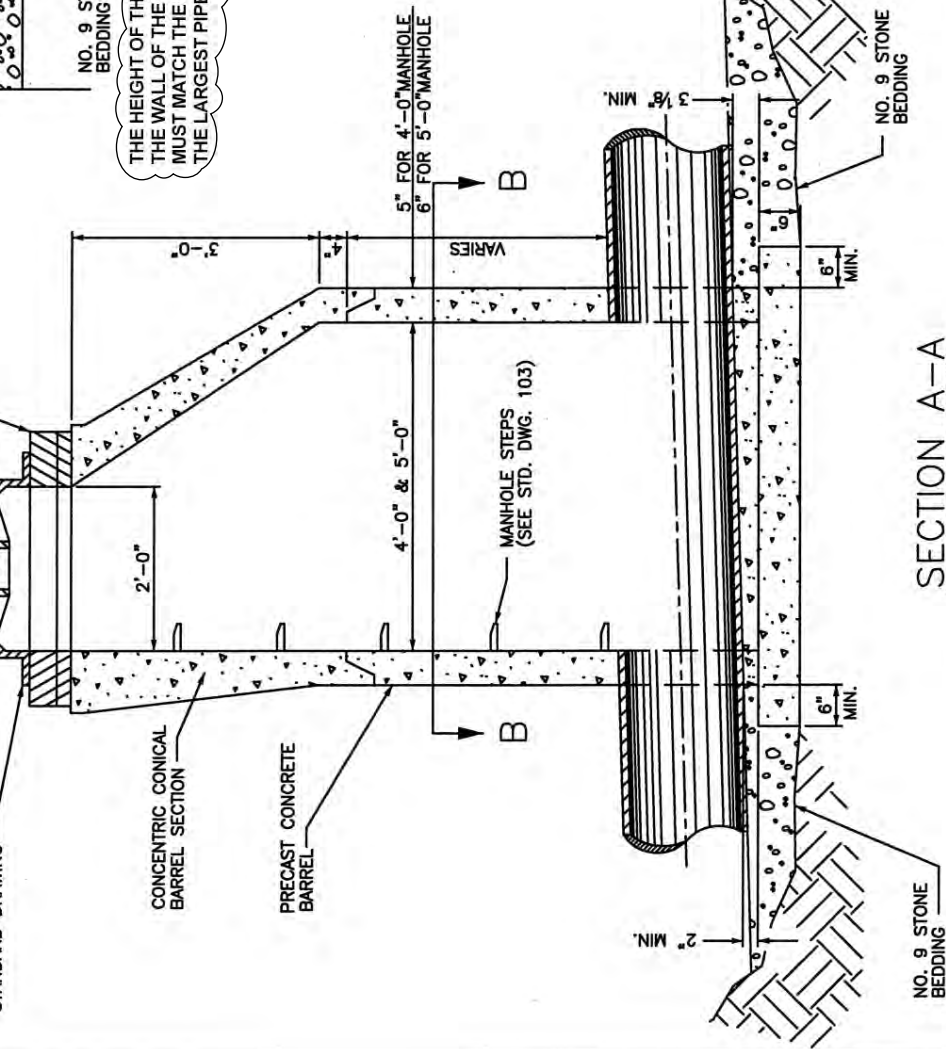 NO. 9 ST
BEDDING
THE HEIGHT OF TH
THE WALL OF THE
MUST MATCH THE
THE LARGEST PIPE
5" FOR 4'-0"MANHOLE
6" FOR 5'-0"MANHOLE
3'-0"
4"
VARIES
B
2'-0"
4'-0" & 5'-0"
MANHOLE STEPS
(SEE STD. DWG. 103)
CONCENTRIC CONICAL
BARREL SECTION
PRECAST CONCRETE
BARREL
B
3 1/8" MIN.
6"
6"
MIN.
NO. 9 STONE
BEDDING
2" MIN.
6"
MIN.
NO. 9 STONE
BEDDING
SECTION A-A